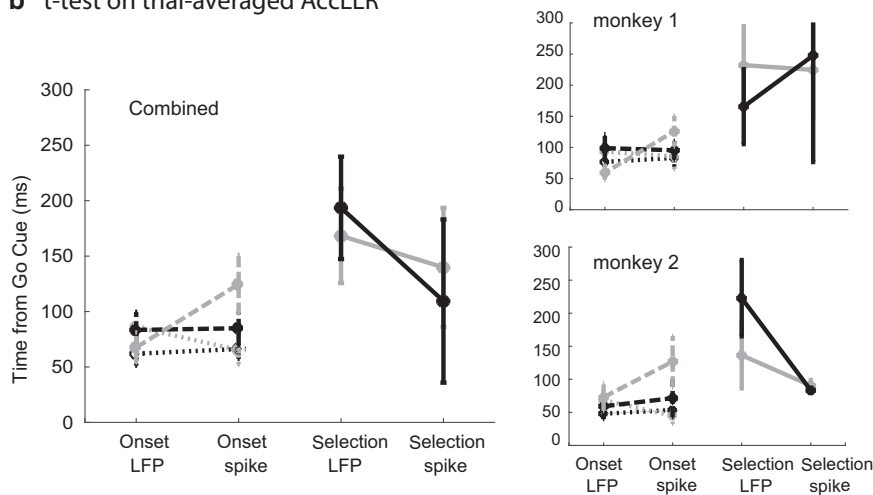 b t-test on trial-averaged AccLLR
Combined
Time from Go Cue (ms)
300
250
200
150
100
50
0
Onset LFP
Onset spike
Selection LFP
Selection spike
monkey 1
300
250
200
150
100
50
0
monkey 2
300
250
200
150
100
50
0
Onset LFP
Onset spike
Selection LFP
Selection spike